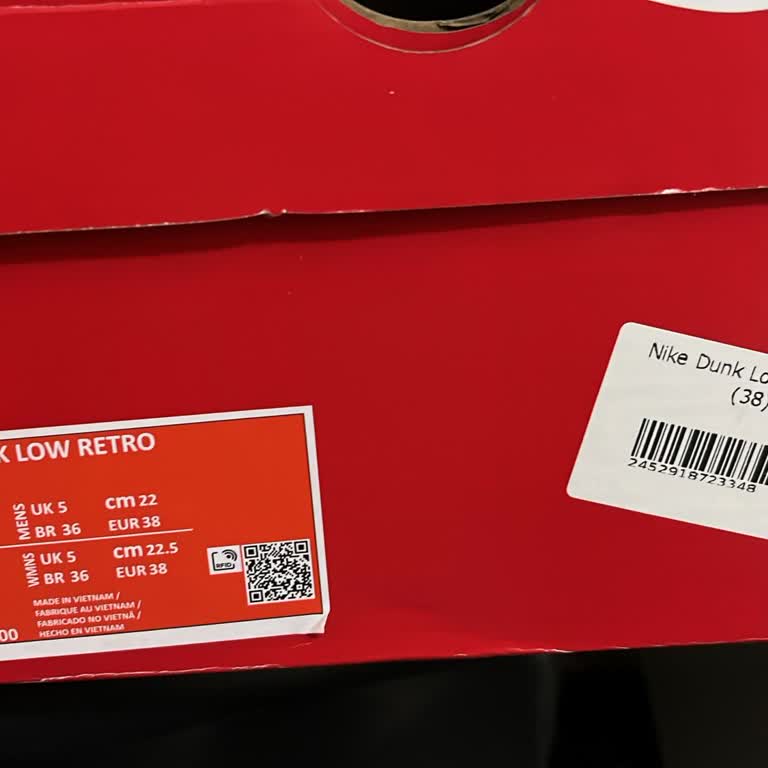 K LOW RETRO
MENS
UK 5 cm 22
BR 36 EUR 38
WMNS
UK 5 cm 22.5
BR 36 EUR 38
RFID
MADE IN VIETNAM /
FABRIQUE AU VIETNAM /
FABRICADO NO VIETNÃ /
HECHO EN VIETNAM
00
Nike Dunk Lo
(38)
2452918723348